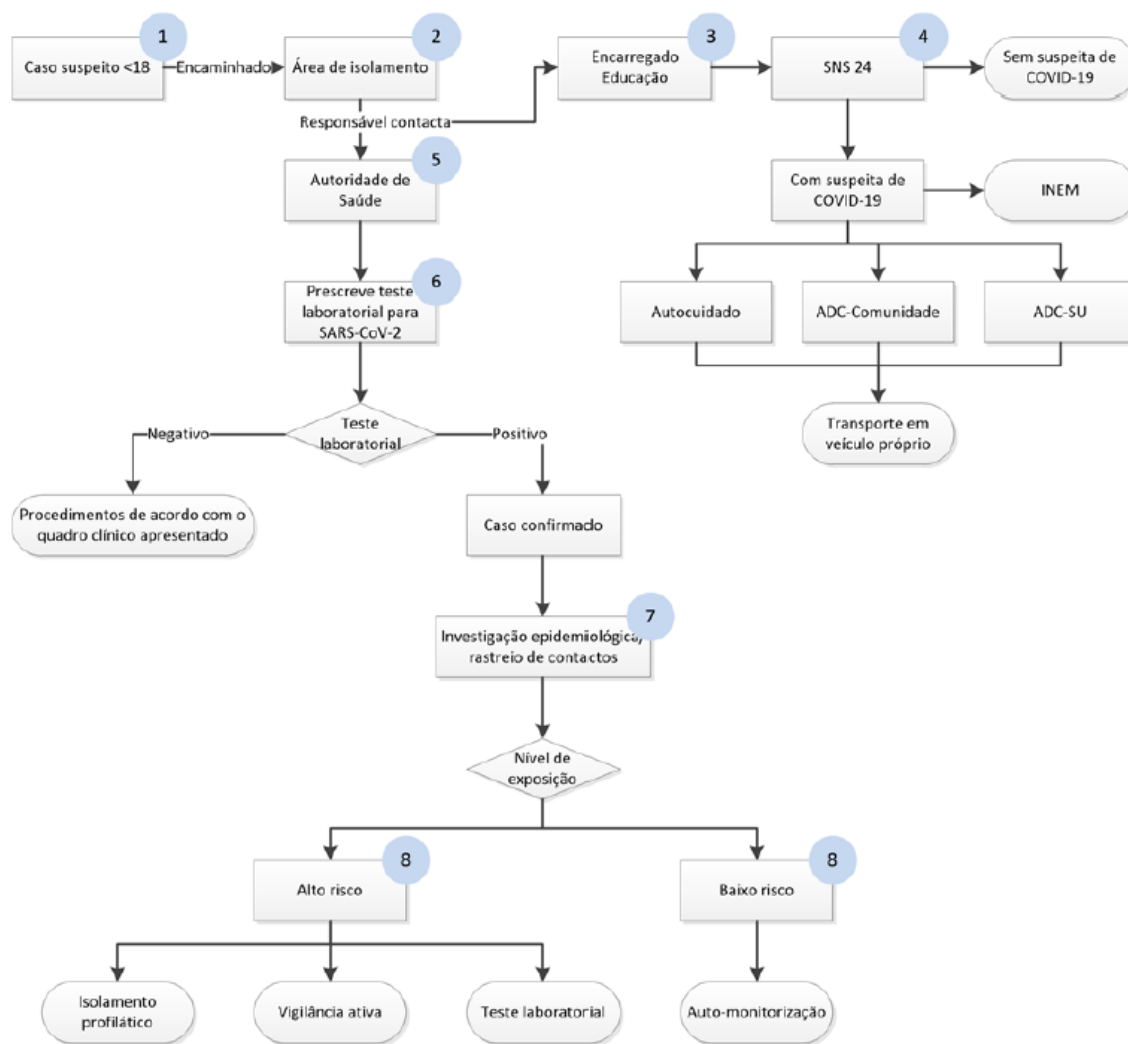 1
2
3
4
Caso suspeito <18
Encaminhado
Área de isolamento
Encarregado
Educação
SNS 24
Sem suspeita de
COVID-19
Responsável contacta
5
Autoridade de
Saúde
Com suspeita de
COVID-19
INEM
6
Prescreve teste
laboratorial para
SARS-CoV-2
Autocuidado
ADC-Comunidade
ADC-SU
Negativo
Teste
laboratorial
Positivo
Transporte em
veículo próprio
Procedimentos de acordo com o
quadro clínico apresentado
Caso confirmado
7
Investigação epidemiológica/
rastreio de contactos
Nível de
exposição
8
Alto risco
8
Baixo risco
Isolamento
profilático
Vigilância ativa
Teste laboratorial
Auto-monitorização